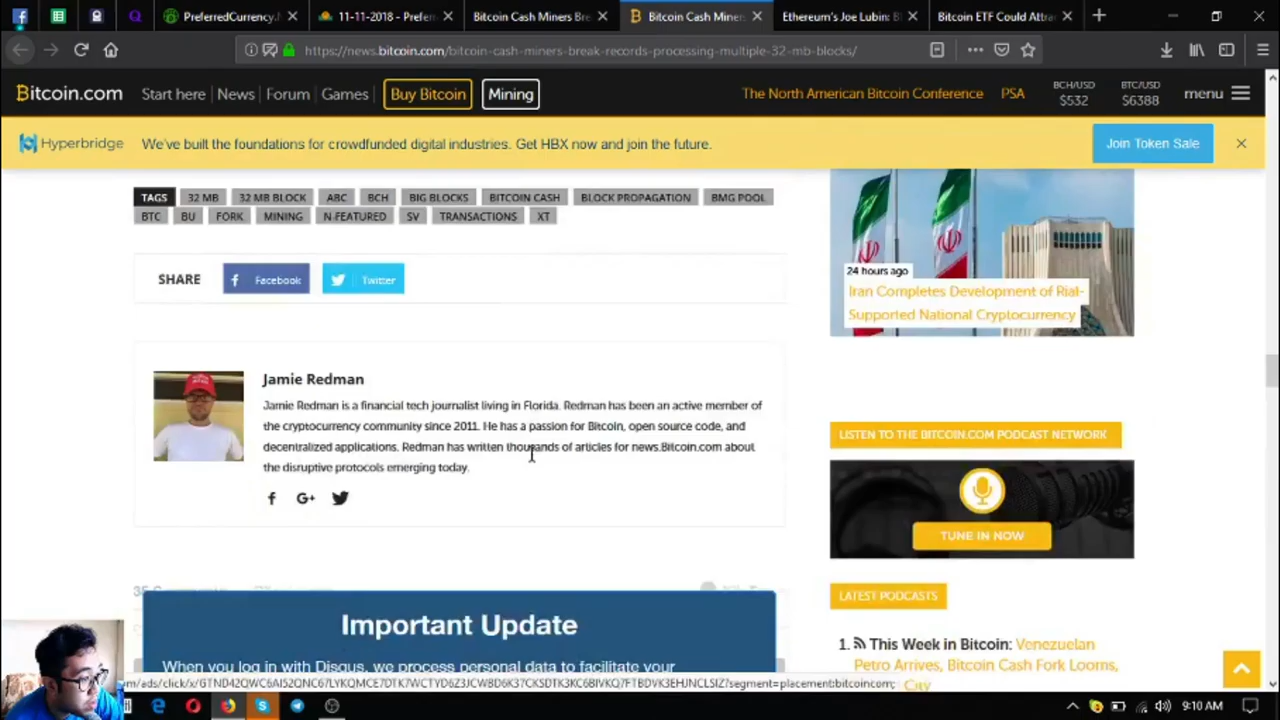 PreferredCurrency.
11-11-2018 - Prefer
Bitcoin Cash Miners Bre
Bitcoin Cash Miner
Ethereum's Joe Lubin: B
Bitcoin ETF Could Attra
https://news.bitcoin.com/bitcoin-cash-miners-break-records-processing-multiple-32-mb-blocks/
Bitcoin.com Start here News Forum Games Buy Bitcoin Mining The North American Bitcoin Conference PSA BCH/USD $532 BTC/USD $6388 menu
Hyperbridge We've built the foundations for crowdfunded digital industries. Get HBX now and join the future. Join Token Sale
TAGS 32 MB 32 MB BLOCK ABC BCH BIG BLOCKS BITCOIN CASH BLOCK PROPAGATION BMG POOL
BTC BU FORK MINING N-FEATURED SV TRANSACTIONS XT
SHARE Facebook Twitter
Jamie Redman
Jamie Redman is a financial tech journalist living in Florida. Redman has been an active member of
the cryptocurrency community since 2011. He has a passion for Bitcoin, open source code, and
decentralized applications. Redman has written thousands of articles for news.Bitcoin.com about
the disruptive protocols emerging today.
Important Update
When you log in with Disqus, we process personal data to facilitate your
24 hours ago
Iran Completes Development of Rial-
Supported National Cryptocurrency
LISTEN TO THE BITCOIN.COM PODCAST NETWORK
TUNE IN NOW
LATEST PODCASTS
1. This Week in Bitcoin: Venezuelan
Petro Arrives, Bitcoin Cash Fork Looms,
City
9:10 AM